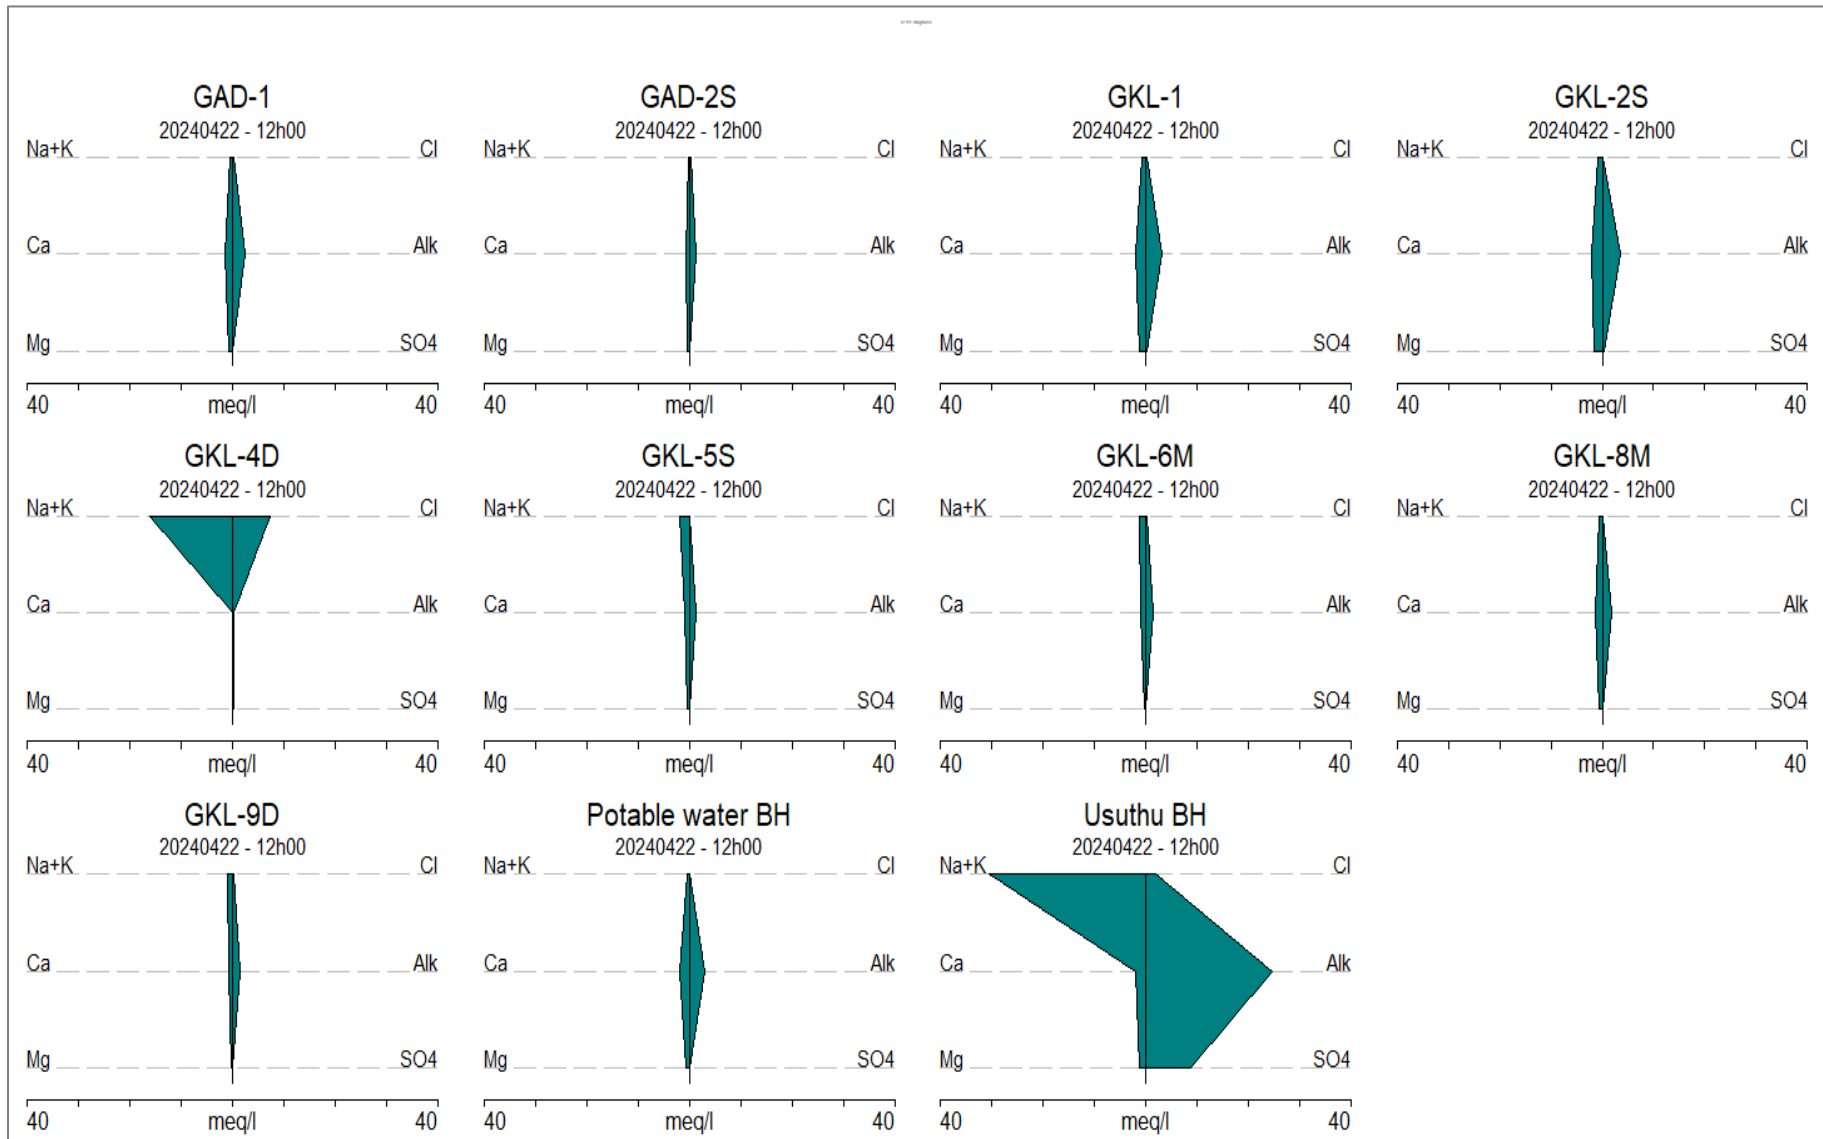 GAD-1
20240422 - 12h00
Na+K Cl
Ca Alk
Mg SO4
40 meq/l 40
GAD-2S
20240422 - 12h00
Na+K Cl
Ca Alk
Mg SO4
40 meq/l 40
GKL-1
20240422 - 12h00
Na+K Cl
Ca Alk
Mg SO4
40 meq/l 40
GKL-2S
20240422 - 12h00
Na+K Cl
Ca Alk
Mg SO4
40 meq/l 40
GKL-4D
20240422 - 12h00
Na+K Cl
Ca Alk
Mg SO4
40 meq/l 40
GKL-5S
20240422 - 12h00
Na+K Cl
Ca Alk
Mg SO4
40 meq/l 40
GKL-6M
20240422 - 12h00
Na+K Cl
Ca Alk
Mg SO4
40 meq/l 40
GKL-8M
20240422 - 12h00
Na+K Cl
Ca Alk
Mg SO4
40 meq/l 40
GKL-9D
20240422 - 12h00
Na+K Cl
Ca Alk
Mg SO4
40 meq/l 40
Potable water BH
20240422 - 12h00
Na+K Cl
Ca Alk
Mg SO4
40 meq/l 40
Usuthu BH
20240422 - 12h00
Na+K Cl
Ca Alk
Mg SO4
40 meq/l 40